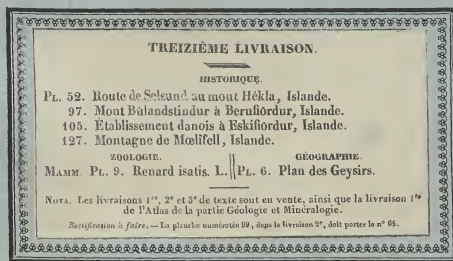 TREIZIÈME LIVRAISON.
HISTORIQUE.
PL. 52. Route de Selsund au mont Hékla, Islande.
97. Mont Bûlandstindur à Berufiördur, Islande.
105. Établissement danois à Eskifiördur, Islande.
127. Montagne de Mœlifell, Islande.
ZOOLOGIE.
MAMM. PL. 9. Renard isatis. L.
GÉOGRAPHIE.
PL. 6. Plan des Geysirs.
NOTA. Les livraisons 1re, 2e et 3e de texte sont en vente, ainsi que la livraison 1re
de l'Atlas de la partie Géologie et Minéralogie.
Rectification à faire. — La planche numérotée 99, dans la livraison 2e, doit porter le n° 65.